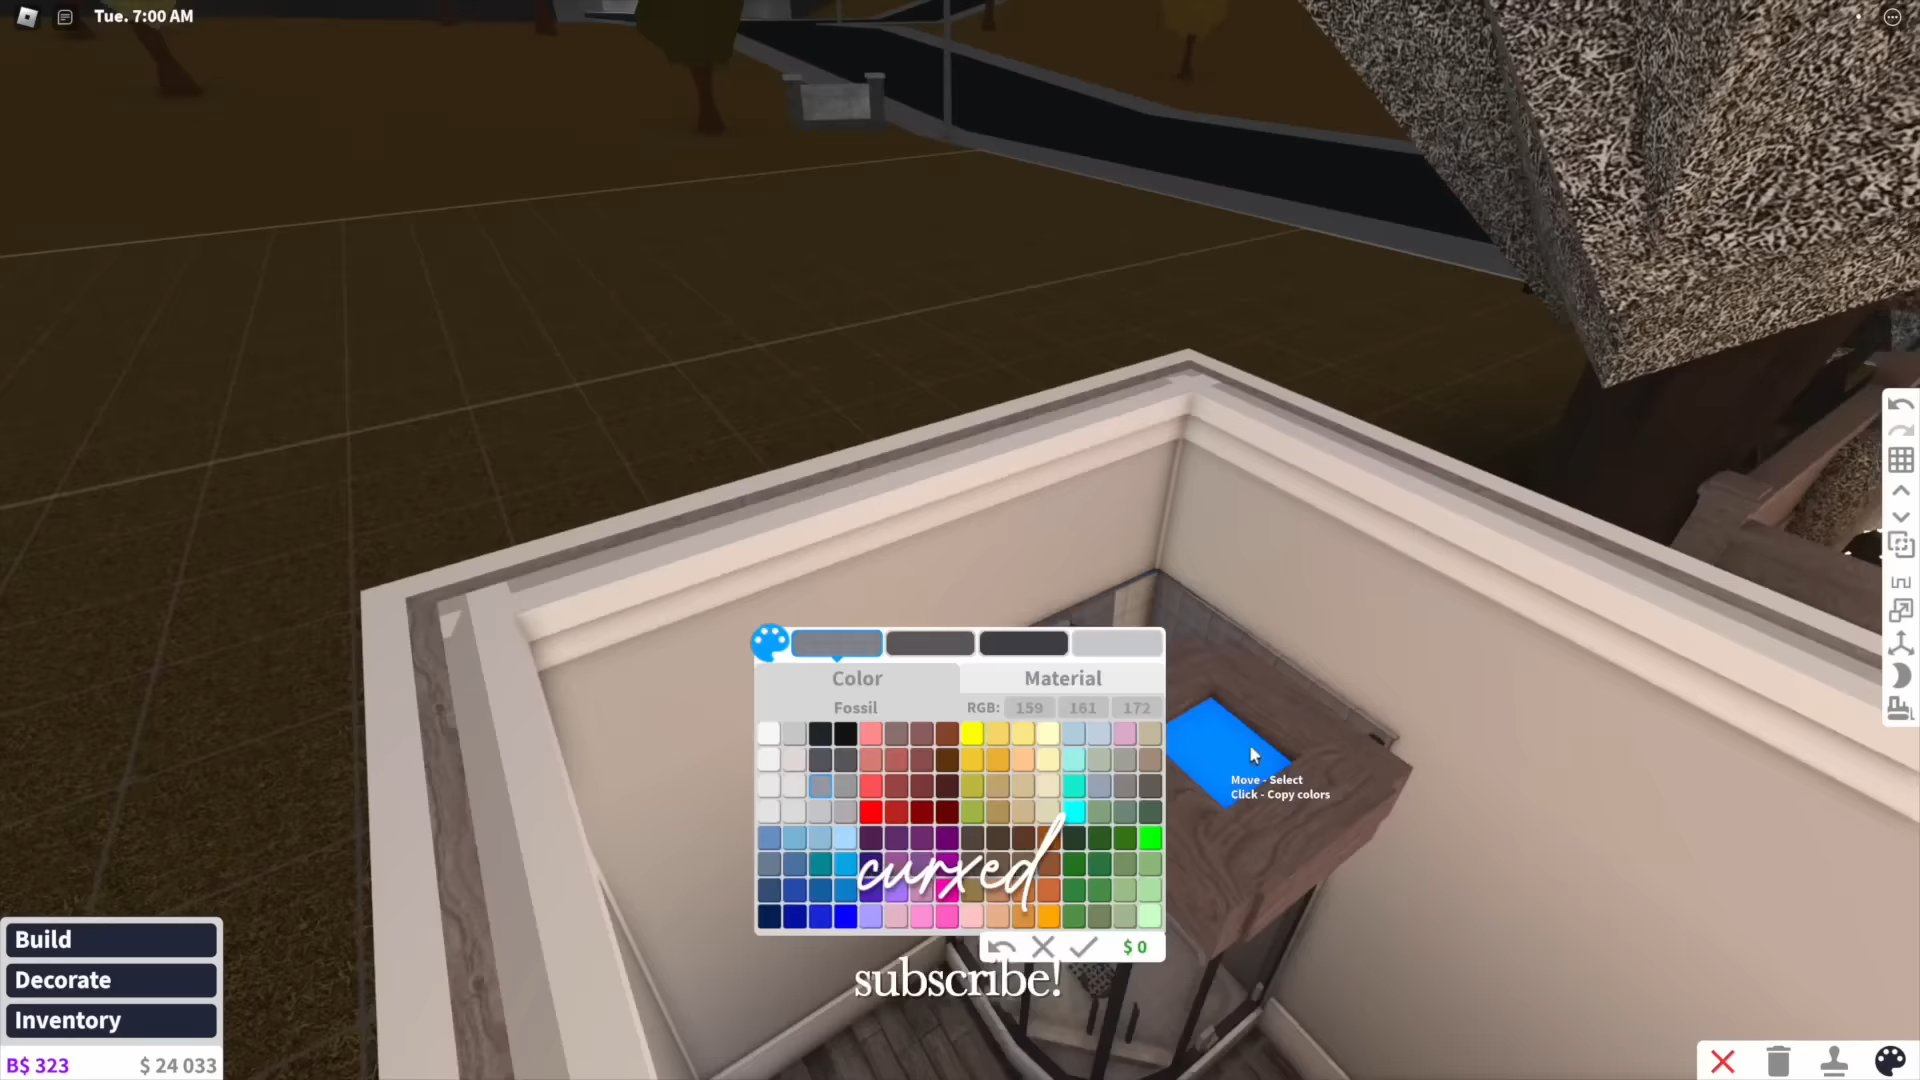 Tue. 7:00 AM
Color
Material
Fossil
RGB: 159 161 172
Move - Select
Click - Copy colors
curxed
$ 0
subscribe!
Build
Decorate
Inventory
B$ 323
$ 24 033